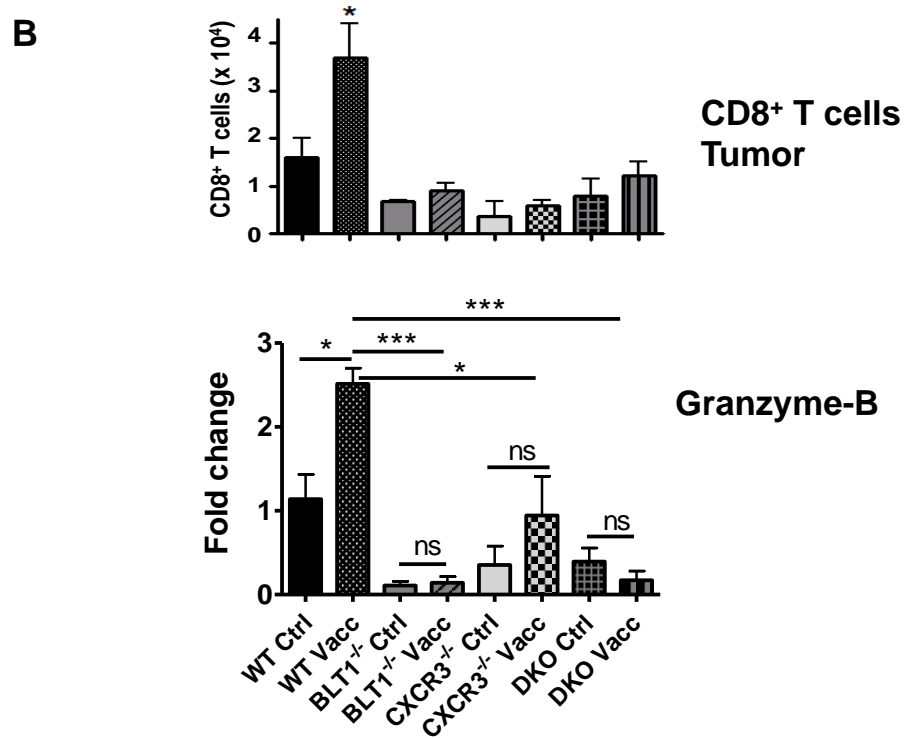 B
CD8⁺ T cells (x 10⁴)
4
3
2
1
0
*
CD8⁺ T cells
Tumor
Fold change
3
2
1
0
***
*
***
*
ns
ns
ns
Granzyme-B
WT Ctrl
WT Vacc
BLT1⁻/⁻ Ctrl
BLT1⁻/⁻ Vacc
CXCR3⁻/⁻ Ctrl
CXCR3⁻/⁻ Vacc
DKO Ctrl
DKO Vacc